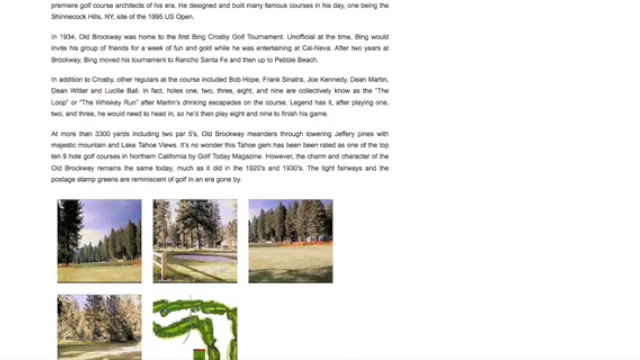 premiere golf course architects of his era. He designed and built many famous courses in his day, one being the
Shinnecock Hills, NY, site of the 1995 US Open.
In 1934, Old Brockway was home to the first Bing Crosby Golf Tournament. Unofficial at the time, Bing would
invite his group of friends for a week of fun and gold while he was entertaining at Cal-Neva. After two years at
Brockway, Bing moved his tournament to Rancho Santa Fe and then up to Pebble Beach.
In addition to Crosby, other regulars at the course included Bob Hope, Frank Sinatra, Joe Kennedy, Dean Martin,
Dean Witter and Lucille Ball. In fact, holes one, two, three, eight, and nine are collectively know as the "The
Loop" or "The Whiskey Run" after Martin's drinking escapades on the course. Legend has it, after playing one,
two, and three, he would need to head in, so he'd then play eight and nine to finish his game.
At more than 3300 yards including two par 5's, Old Brockway meanders through towering Jeffery pines with
majestic mountain and Lake Tahoe Views. It's no wonder this Tahoe gem has been been rated as one of the top
ten 9 hole golf courses in Northern California by Golf Today Magazine. However, the charm and character of the
Old Brockway remains the same today, much as it did in the 1920's and 1930's. The tight fairways and the
postage stamp greens are reminiscent of golf in an era gone by.